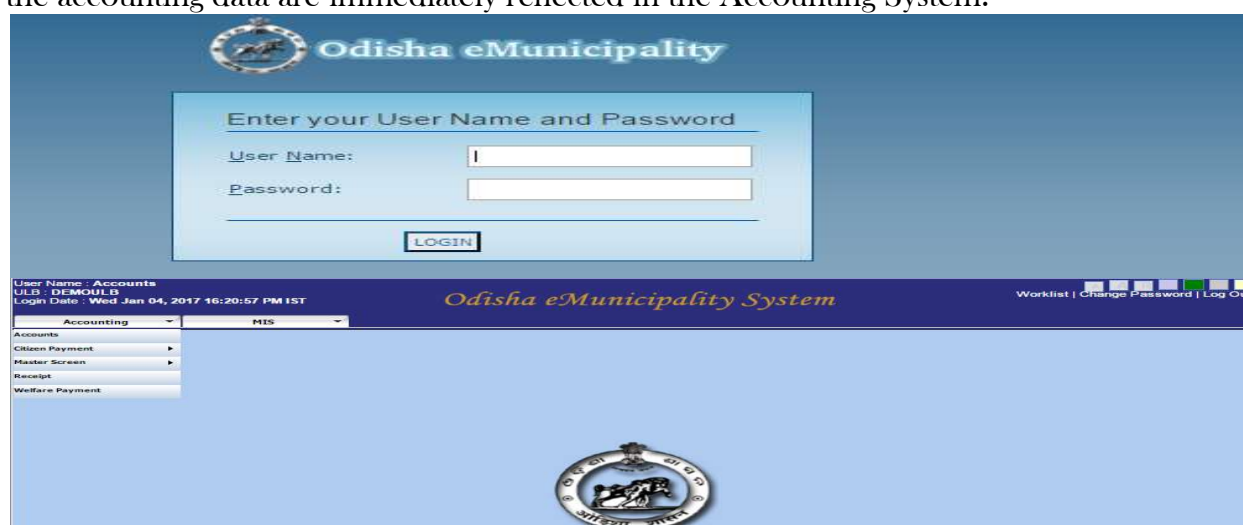 the accounting data are immediately reflected in the Accounting System.
Odisha eMunicipality
Enter your User Name and Password
User Name:
Password:
LOGIN
User Name : Accounts
ULB : DEMOULB
Login Date : Wed Jan 04, 2017 16:20:57 PM IST
Odisha eMunicipality System
Worklist | Change Password | Log
Accounting
MIS
Accounts
Citizen Payment
Master Screen
Receipt
Welfare Payment